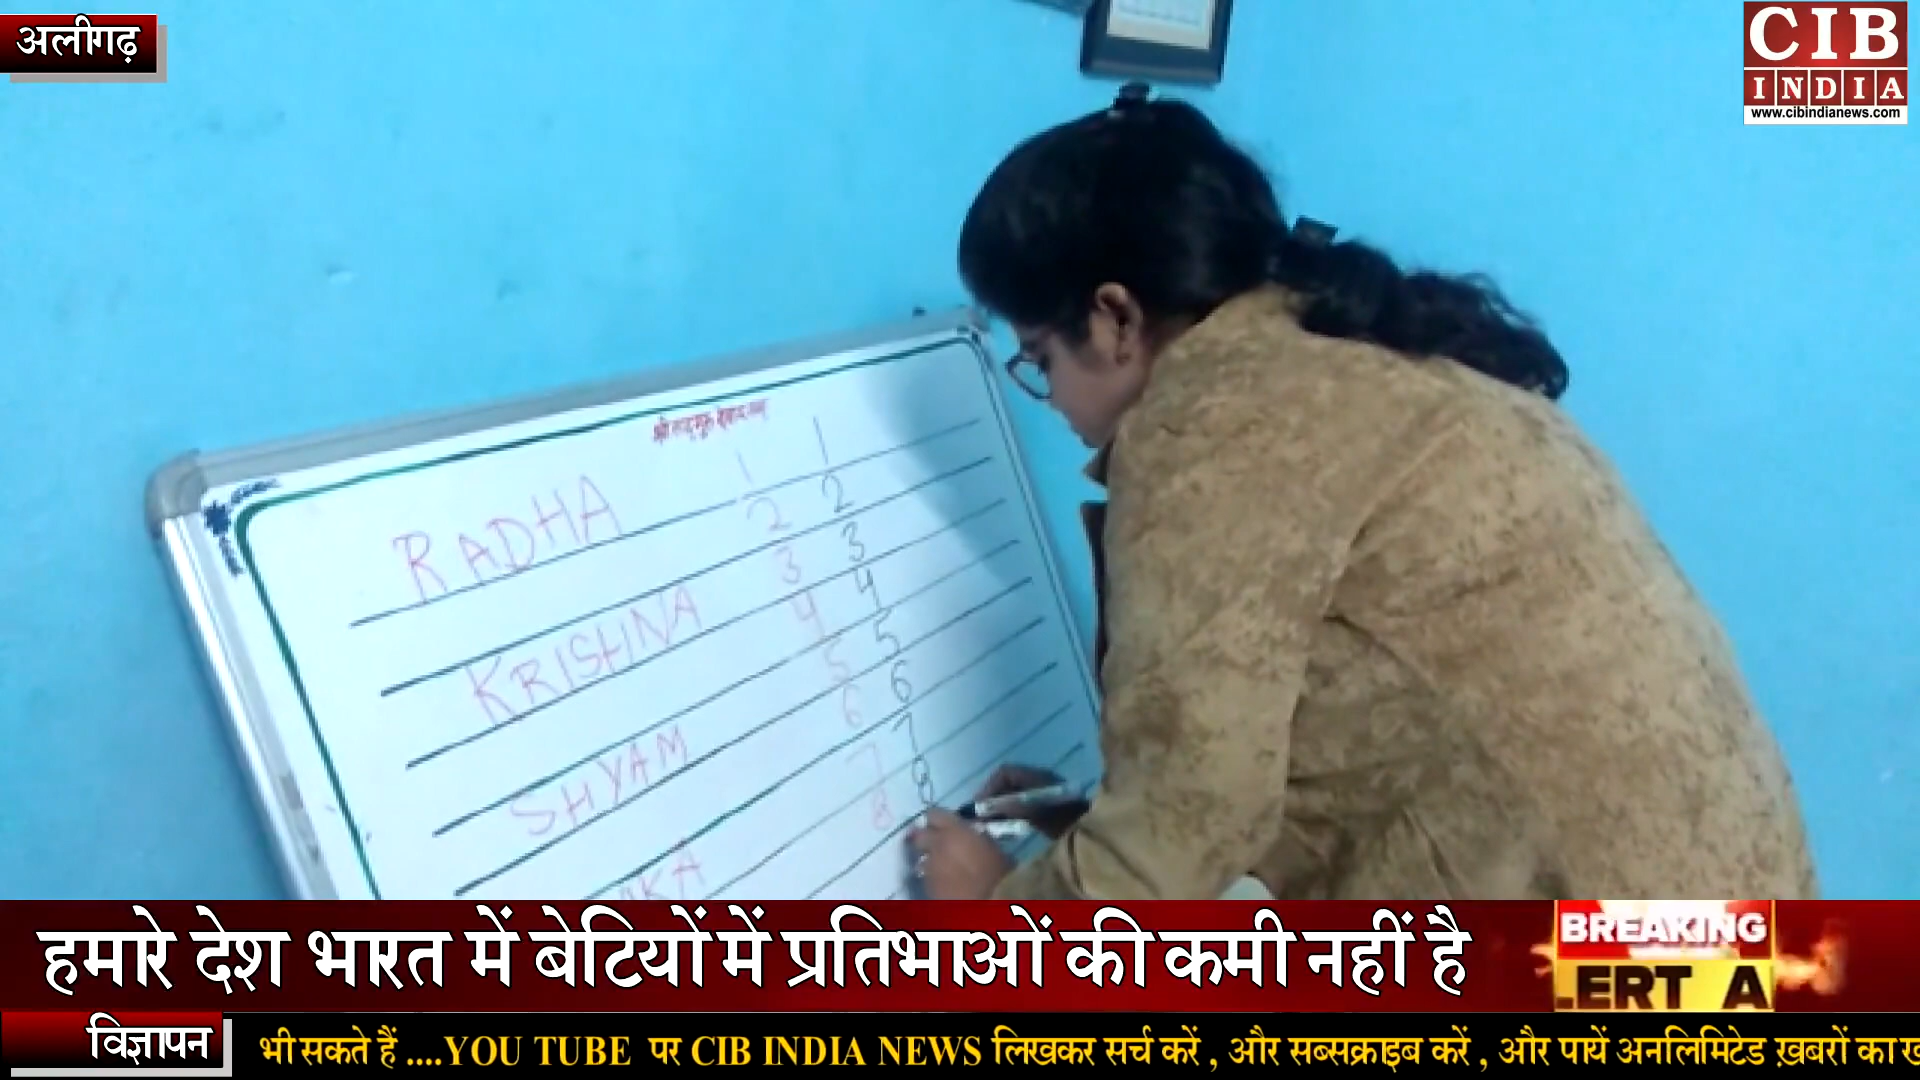 अलीगढ़
CIB
INDIA
www.cibindianews.com
RADHA
KRISHNA
SHYAM
1 1
2 2
3 3
4 4
5 5
6 6
7 7
8 8
हमारे देश भारत में बेटियों में प्रतिभाओं की कमी नहीं है
BREAKING
विज्ञापन
भी सकते हैं ....YOU TUBE पर CIB INDIA NEWS लिखकर सर्च करें , और सब्सक्राइब करें , और पायें अनलिमिटेड ख़बरों का